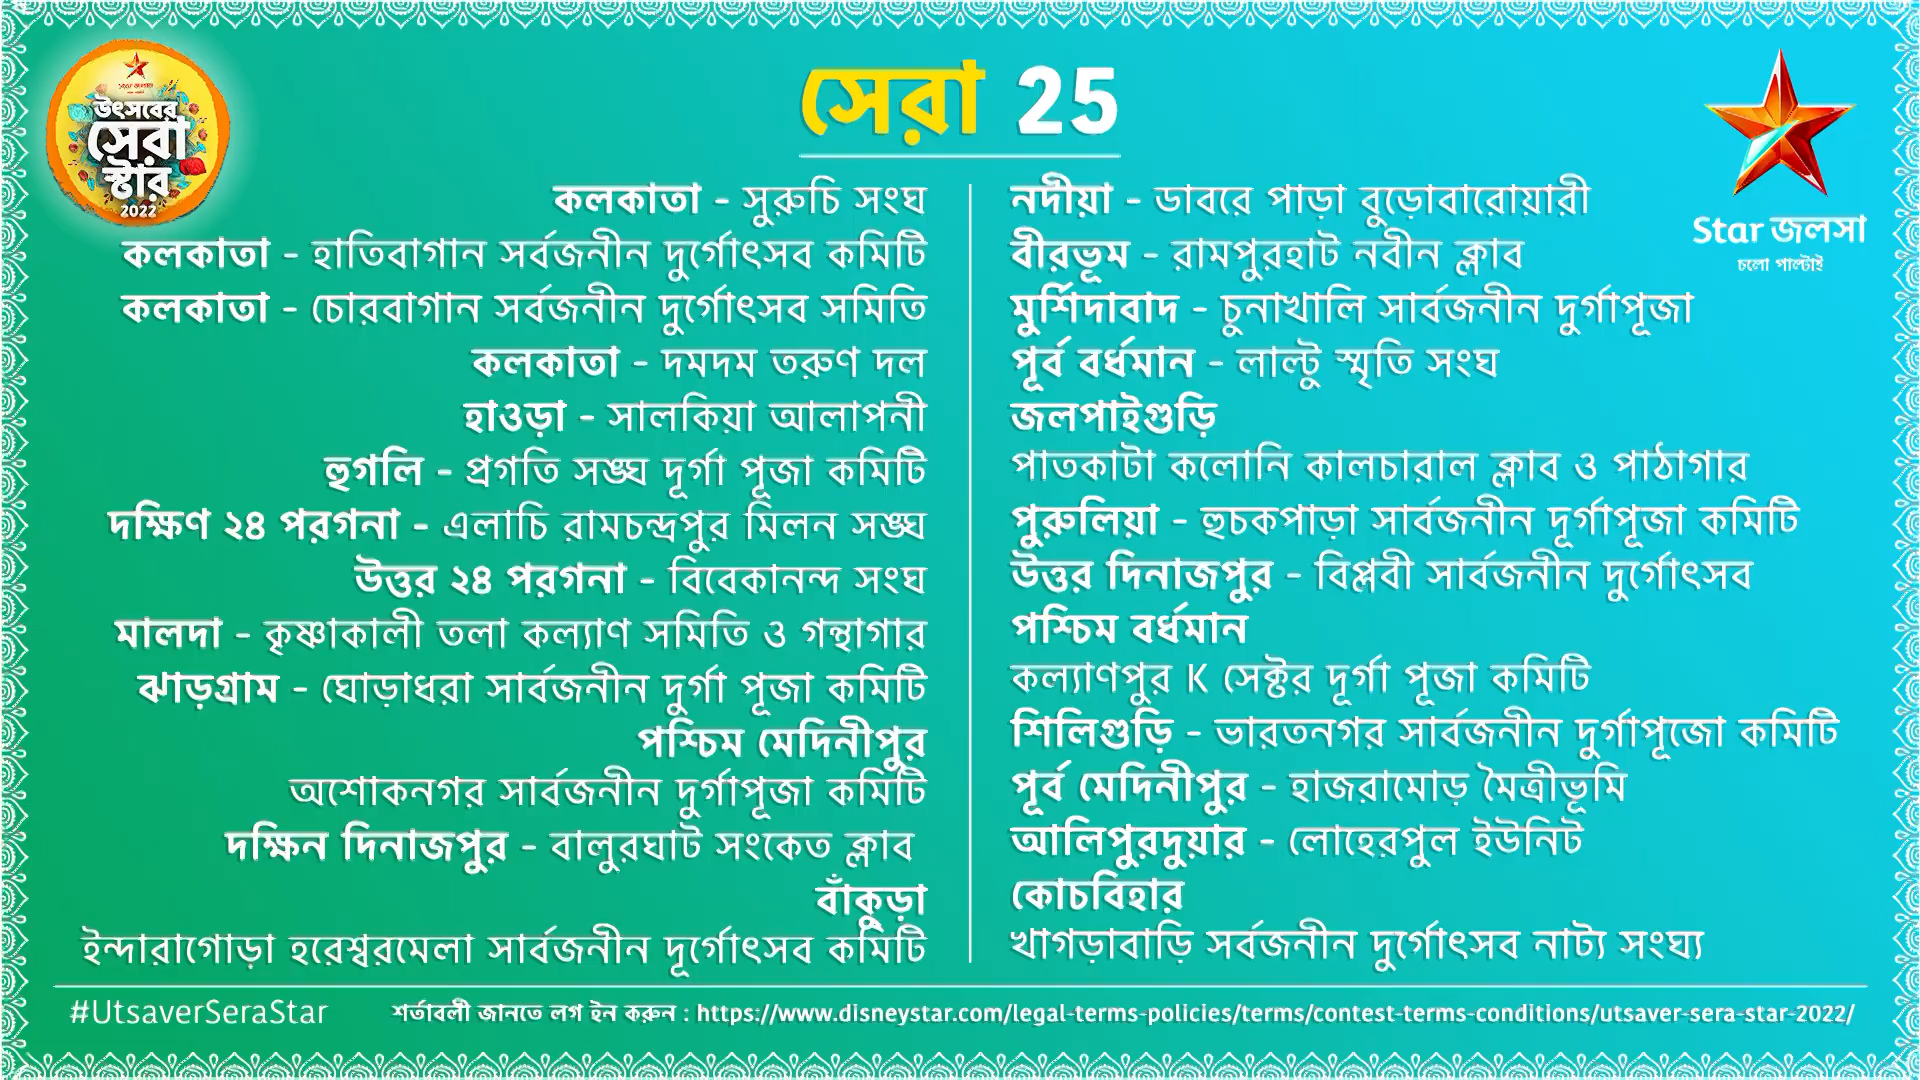 উৎসবের
সেরা
স্টার
2022
সেরা 25
Star জলসা
চলো পাল্টাই
কলকাতা - সুরুচি সংঘ
কলকাতা - হাতিবাগান সর্বজনীন দুর্গোৎসব কমিটি
কলকাতা - চোরবাগান সর্বজনীন দুর্গোৎসব সমিতি
কলকাতা - দমদম তরুণ দল
হাওড়া - সালকিয়া আলাপনী
হুগলি - প্রগতি সঙ্ঘ দূর্গা পূজা কমিটি
দক্ষিণ ২৪ পরগনা - এলাচি রামচন্দ্রপুর মিলন সঙ্ঘ
উত্তর ২৪ পরগনা - বিবেকানন্দ সংঘ
মালদা - কৃষ্ণকালী তলা কল্যাণ সমিতি ও গন্থাগার
ঝাড়গ্রাম - ঘোড়াধরা সার্বজনীন দুর্গা পূজা কমিটি
পশ্চিম মেদিনীপুর
অশোকনগর সার্বজনীন দুর্গাপূজা কমিটি
দক্ষিন দিনাজপুর - বালুরঘাট সংকেত ক্লাব
বাঁকুড়া
ইন্দারাগোড়া হরেশ্বরমেলা সার্বজনীন দূর্গোৎসব কমিটি
নদীয়া - ডাবরে পাড়া বুড়োবারোয়ারী
বীরভূম - রামপুরহাট নবীন ক্লাব
মুর্শিদাবাদ - চুনাখালি সার্বজনীন দুর্গাপূজা
পূর্ব বর্ধমান - লাল্টু স্মৃতি সংঘ
জলপাইগুড়ি
পাতকাটা কলোনি কালচারাল ক্লাব ও পাঠাগার
পুরুলিয়া - হুচকপাড়া সার্বজনীন দূর্গাপূজা কমিটি
উত্তর দিনাজপুর - বিপ্লবী সার্বজনীন দুর্গোৎসব
পশ্চিম বর্ধমান
কল্যাণপুর K সেক্টর দূর্গা পূজা কমিটি
শিলিগুড়ি - ভারতনগর সার্বজনীন দুর্গাপূজো কমিটি
পূর্ব মেদিনীপুর - হাজরামোড় মৈত্রীভূমি
আলিপুরদুয়ার - লোহেরপুল ইউনিট
কোচবিহার
খাগড়াবাড়ি সর্বজনীন দুর্গোৎসব নাট্য সংঘ্য
#UtsaverSeraStar
শর্তাবলী জানতে লগ ইন করুন : https://www.disneystar.com/legal-terms-policies/terms/contest-terms-conditions/utsaver-sera-star-2022/